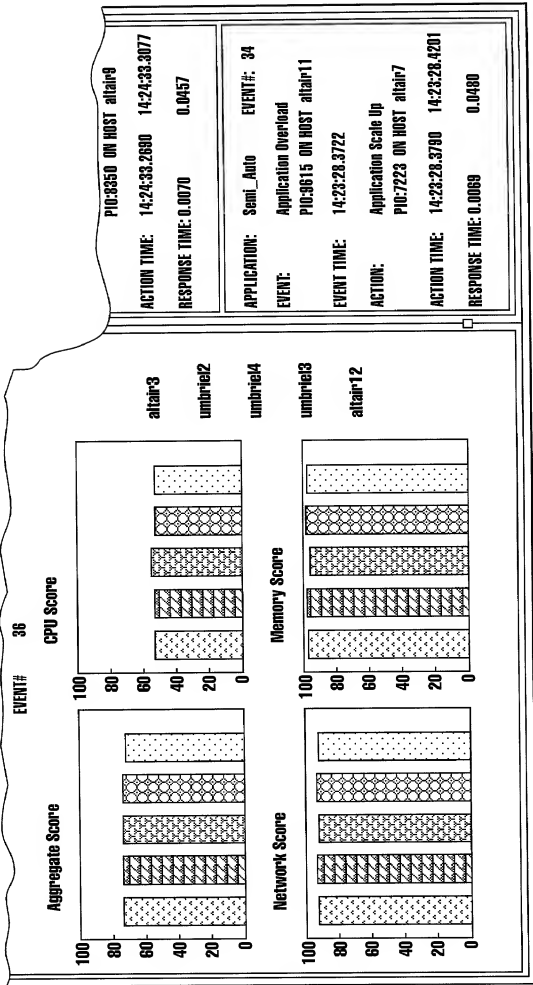 EVENT# 36
Aggregate Score
100
80
60
40
20
0
CPU Score
100
80
60
40
20
0
Network Score
100
80
60
40
20
0
Memory Score
100
80
60
40
20
0
altair3
umbriel2
umbriel4
umbriel3
altair12
PID:8350 ON HOST altair9
ACTION TIME: 14:24:33.2690 14:24:33.3077
RESPONSE TIME: 0.0070 0.0457
APPLICATION: Semi_Auto EVENT#: 34
EVENT: Application Overload
PID:9615 ON HOST altair11
EVENT TIME: 14:23:28.3722
ACTION: Application Scale Up
PID:7223 ON HOST altair7
ACTION TIME: 14:23:28.3790 14:23:28.4201
RESPONSE TIME: 0.0069 0.0480